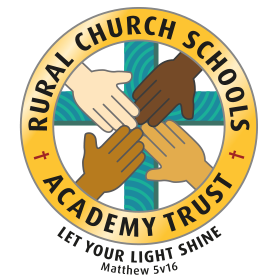 RURAL CHURCH SCHOOLS
ACADEMY TRUST
LET YOUR LIGHT SHINE
Matthew 5v16